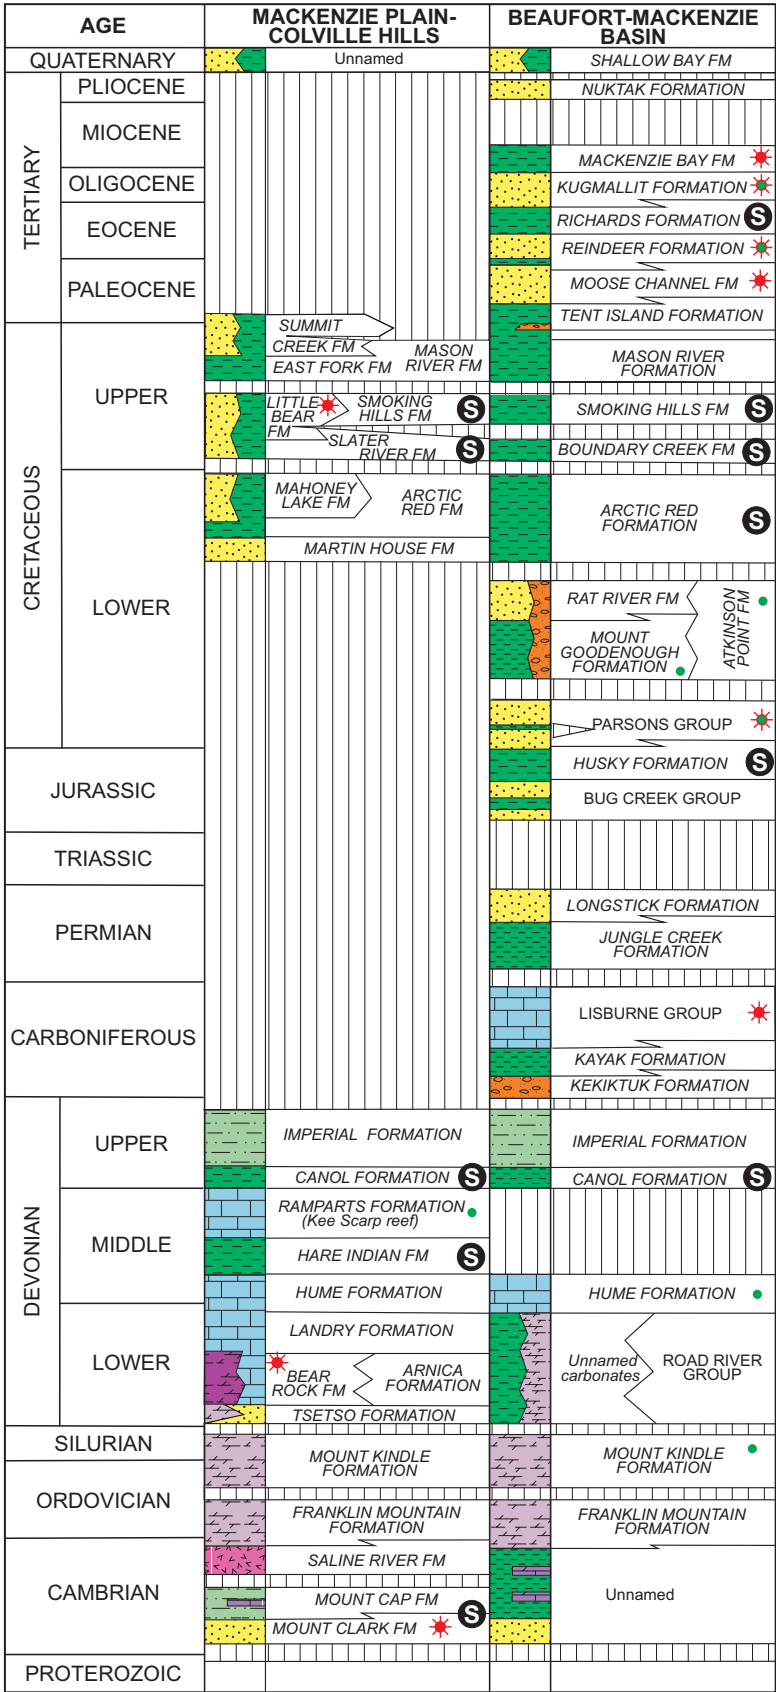 AGE
MACKENZIE PLAIN-
COLVILLE HILLS
BEAUFORT-MACKENZIE
BASIN
QUATERNARY
Unnamed
SHALLOW BAY FM
TERTIARY
PLIOCENE
NUKTAK FORMATION
MIOCENE
MACKENZIE BAY FM
OLIGOCENE
KUGMALLIT FORMATION
EOCENE
RICHARDS FORMATION S
REINDEER FORMATION
PALEOCENE
MOOSE CHANNEL FM
TENT ISLAND FORMATION
CRETACEOUS
UPPER
SUMMIT
CREEK FM
EAST FORK FM
MASON
RIVER FM
MASON RIVER
FORMATION
LITTLE
BEAR
FM
SMOKING
HILLS FM
S
SMOKING HILLS FM S
SLATER
RIVER FM
S
BOUNDARY CREEK FM S
LOWER
MAHONEY
LAKE FM
ARCTIC
RED FM
ARCTIC RED
FORMATION
S
MARTIN HOUSE FM
RAT RIVER FM
MOUNT
GOODENOUGH
FORMATION
ATKINSON
POINT FM
PARSONS GROUP
JURASSIC
HUSKY FORMATION S
BUG CREEK GROUP
TRIASSIC
PERMIAN
LONGSTICK FORMATION
JUNGLE CREEK
FORMATION
CARBONIFEROUS
LISBURNE GROUP
KAYAK FORMATION
KEKIKTUK FORMATION
DEVONIAN
UPPER
IMPERIAL FORMATION
IMPERIAL FORMATION
CANOL FORMATION S
CANOL FORMATION S
MIDDLE
RAMPARTS FORMATION
(Kee Scarp reef)
HARE INDIAN FM S
HUME FORMATION
HUME FORMATION
LOWER
LANDRY FORMATION
BEAR
ROCK FM
ARNICA
FORMATION
Unnamed
carbonates
ROAD RIVER
GROUP
TSETSO FORMATION
SILURIAN
MOUNT KINDLE
FORMATION
MOUNT KINDLE
FORMATION
ORDOVICIAN
FRANKLIN MOUNTAIN
FORMATION
FRANKLIN MOUNTAIN
FORMATION
CAMBRIAN
SALINE RIVER FM
MOUNT CAP FM
S
MOUNT CLARK FM
Unnamed
PROTEROZOIC